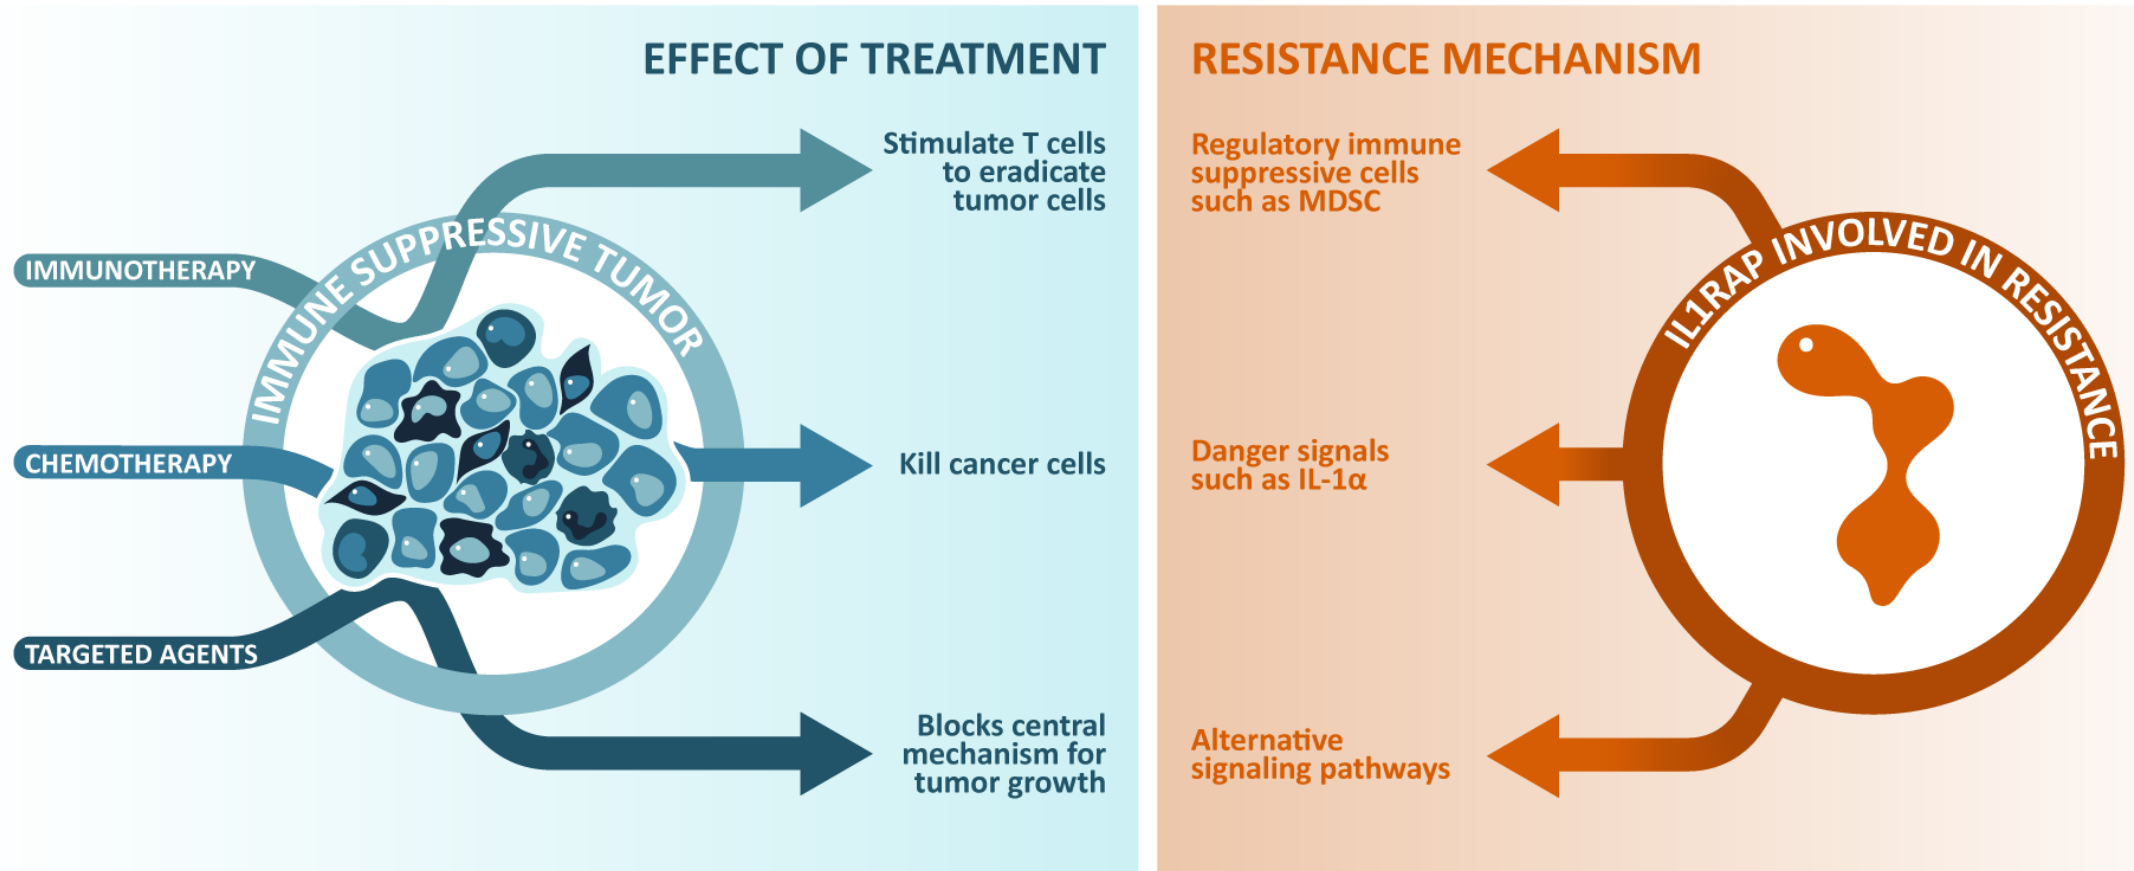 EFFECT OF TREATMENT
IMMUNOTHERAPY
CHEMOTHERAPY
TARGETED AGENTS
IMMUNE SUPPRESSIVE TUMOR
Stimulate T cells
to eradicate
tumor cells
Kill cancer cells
Blocks central
mechanism for
tumor growth
RESISTANCE MECHANISM
Regulatory immune
suppressive cells
such as MDSC
Danger signals
such as IL-1α
Alternative
signaling pathways
IL1RAP INVOLVED IN RESISTANCE